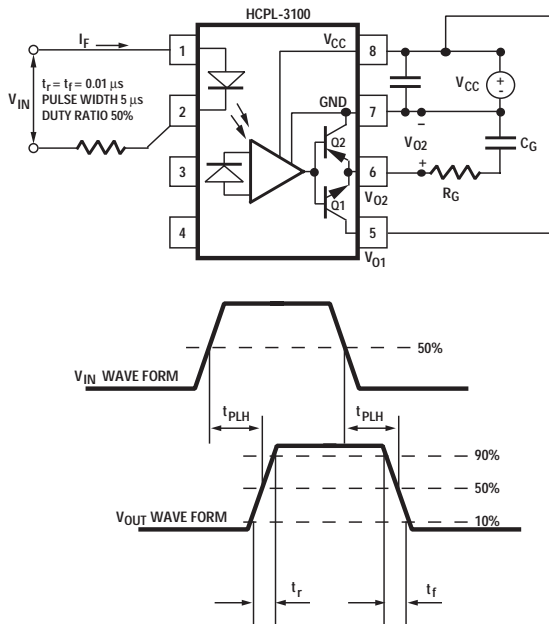 HCPL-3100
I_F
1
V_CC
8
t_r = t_f = 0.01 µs
PULSE WIDTH 5 µs
DUTY RATIO 50%
V_IN
V_CC
+
-
2
GND
7
–
Q2
V_O2
C_G
3
6
+
V_O2
R_G
Q1
4
5
V_O1
50%
V_IN WAVE FORM
t_PLH
t_PLH
90%
50%
V_OUT WAVE FORM
10%
t_r
t_f